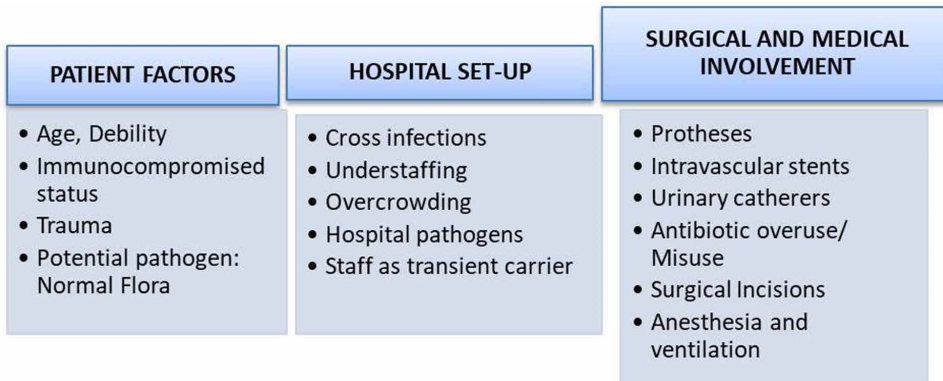 PATIENT FACTORS
• Age, Debility
• Immunocompromised
status
• Trauma
• Potential pathogen:
Normal Flora
HOSPITAL SET-UP
• Cross infections
• Understaffing
• Overcrowding
• Hospital pathogens
• Staff as transient carrier
SURGICAL AND MEDICAL
INVOLVEMENT
• Protheses
• Intravascular stents
• Urinary catherers
• Antibiotic overuse/
Misuse
• Surgical Incisions
• Anesthesia and
ventilation